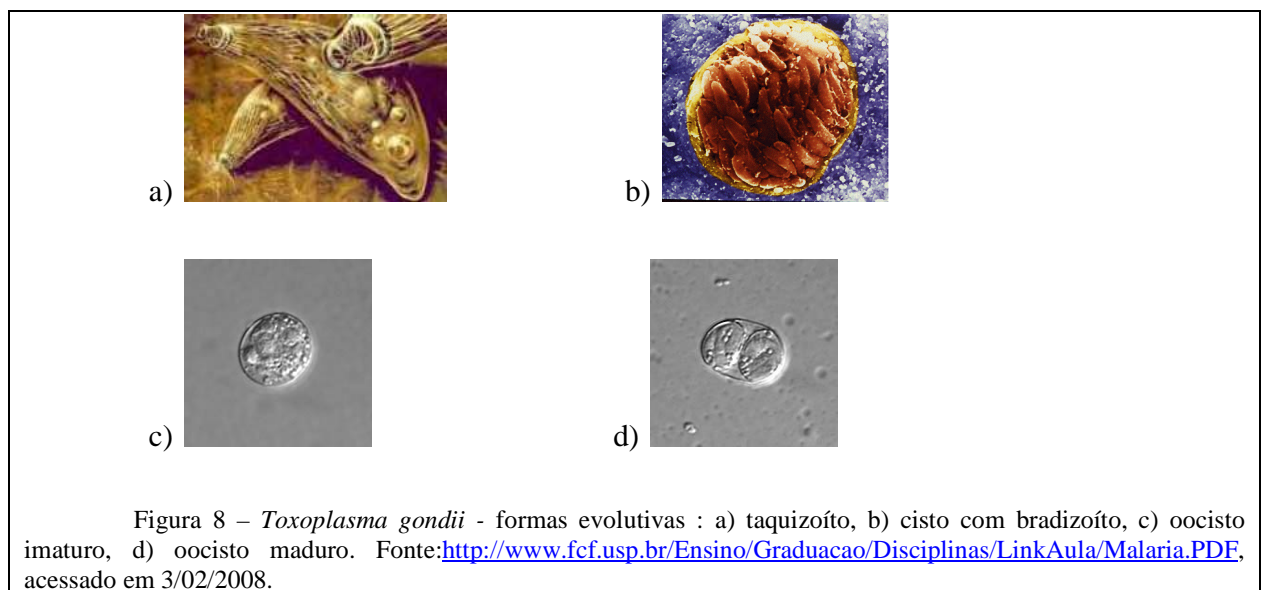 a)
b)
c)
d)
Figura 8 – Toxoplasma gondii - formas evolutivas : a) taquizoíto, b) cisto com bradizoíto, c) oocisto
imaturo, d) oocisto maduro. Fonte:http://www.fcf.usp.br/Ensino/Graduacao/Disciplinas/LinkAula/Malaria.PDF,
acessado em 3/02/2008.